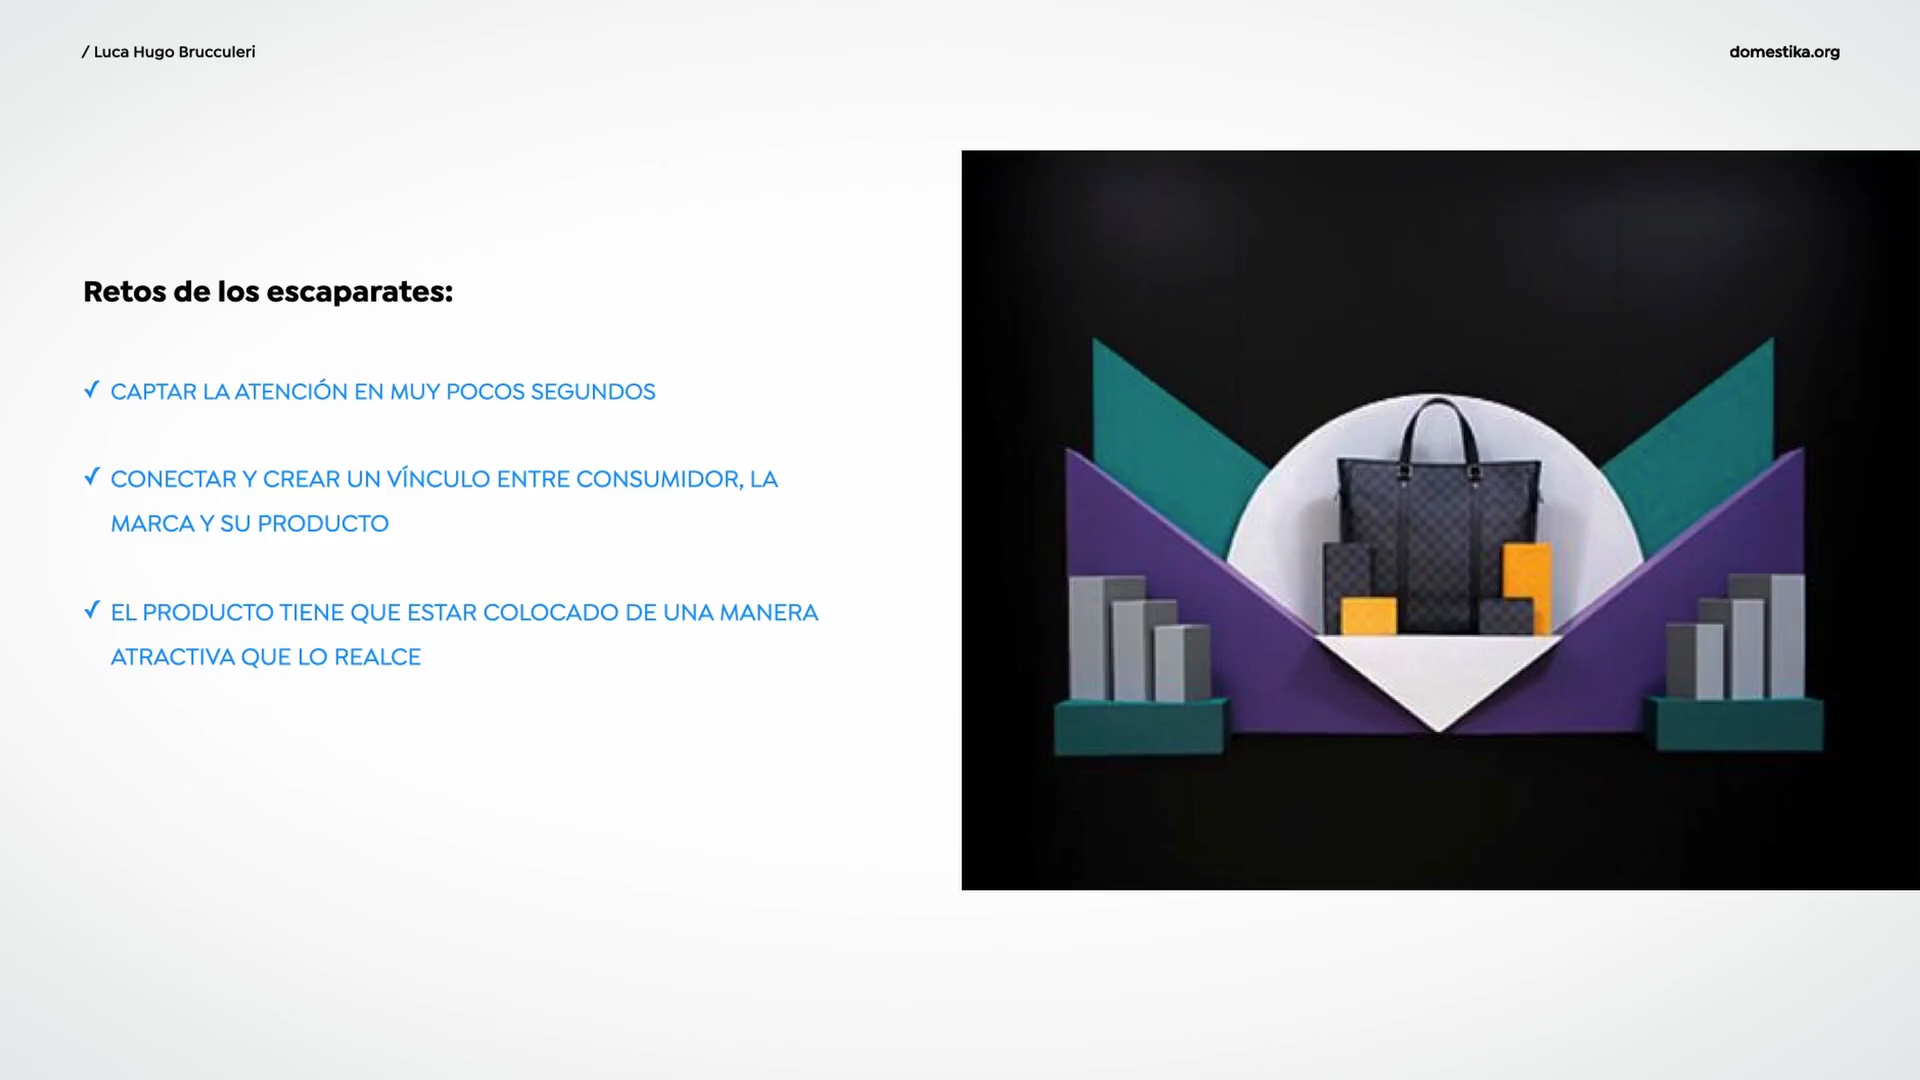 / Luca Hugo Brucculeri
domestika.org
Retos de los escaparates:
✓ CAPTAR LA ATENCIÓN EN MUY POCOS SEGUNDOS
✓ CONECTAR Y CREAR UN VÍNCULO ENTRE CONSUMIDOR, LA
MARCA Y SU PRODUCTO
✓ EL PRODUCTO TIENE QUE ESTAR COLOCADO DE UNA MANERA
ATRACTIVA QUE LO REALCE